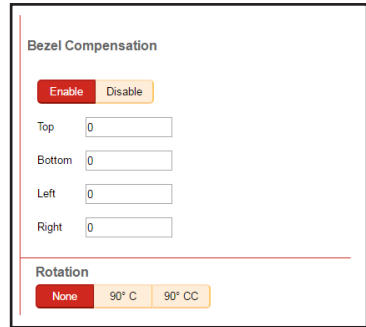 Bezel Compensation
Enable Disable
Top 0
Bottom 0
Left 0
Right 0
Rotation
None 90° C 90° CC